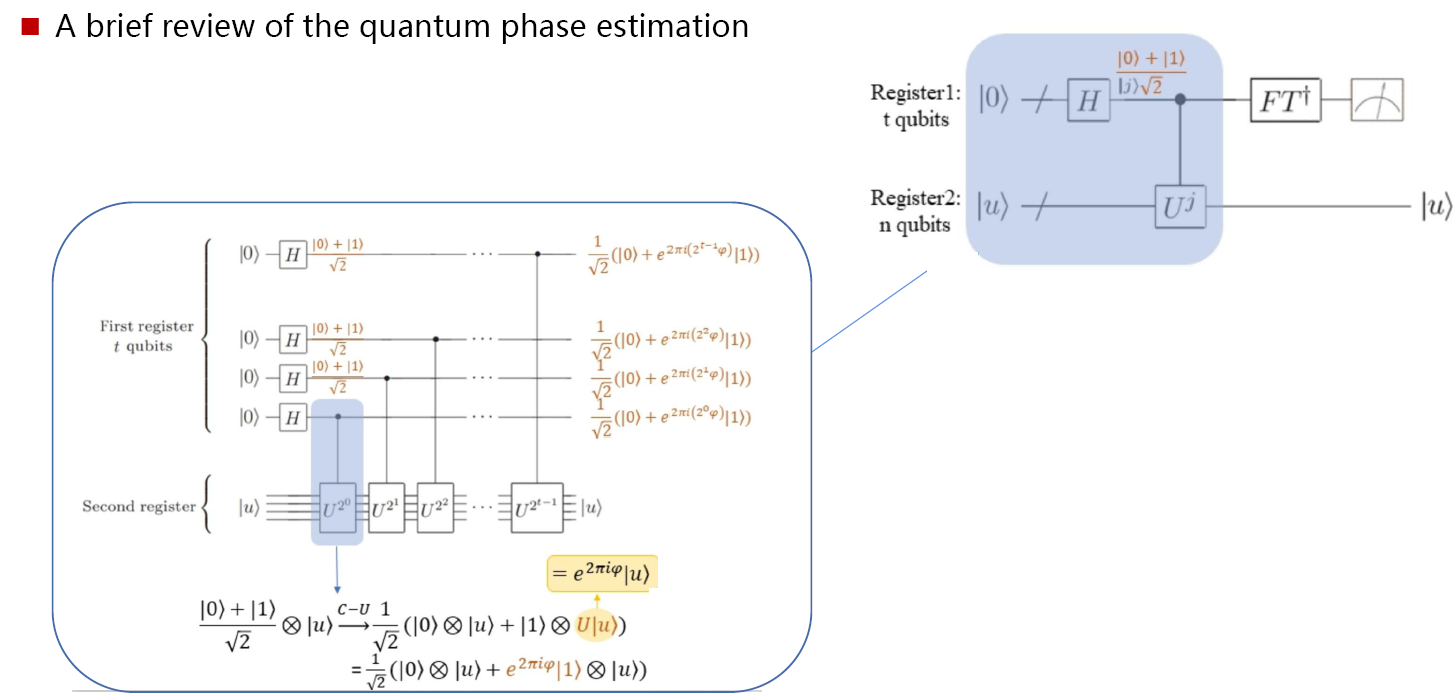 A brief review of the quantum phase estimation
Register1:
t qubits
|0⟩ H |0⟩ + |1⟩ / |j⟩√2 FT†
Register2:
n qubits
|u⟩ U^j |u⟩
|0⟩ H |0⟩ + |1⟩ / √2 ··· 1/√2 (|0⟩ + e^{2πi(2^{t−1}φ)}|1⟩)
First register
t qubits
|0⟩ H |0⟩ + |1⟩ / √2 ··· 1/√2 (|0⟩ + e^{2πi(2^2φ)}|1⟩)
|0⟩ H |0⟩ + |1⟩ / √2 ··· 1/√2 (|0⟩ + e^{2πi(2^1φ)}|1⟩)
|0⟩ H ··· 1/√2 (|0⟩ + e^{2πi(2^0φ)}|1⟩)
Second register |u⟩ U^{2^0} U^{2^1} U^{2^2} ··· U^{2^{t−1}} |u⟩
= e^{2πiφ}|u⟩
|0⟩ + |1⟩ / √2 ⊗ |u⟩ C−U → 1/√2 (|0⟩ ⊗ |u⟩ + |1⟩ ⊗ U|u⟩)
= 1/√2 (|0⟩ ⊗ |u⟩ + e^{2πiφ}|1⟩ ⊗ |u⟩)